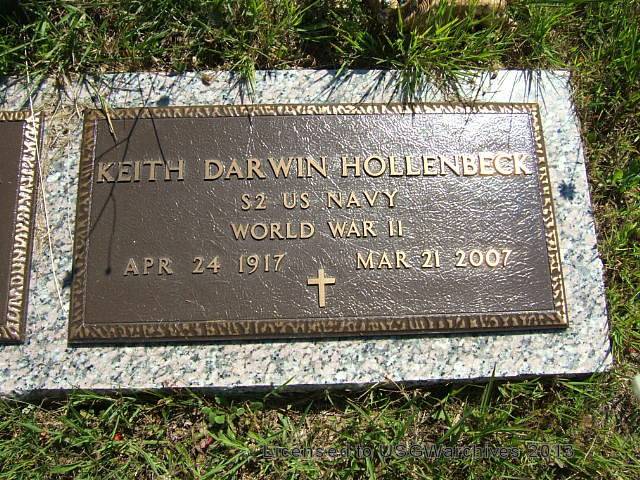 KEITH DARWIN HOLLENBECK
S2 US NAVY
WORLD WAR II
APR 24 1917 MAR 21 2007
Licensed to USGWarchives 2013